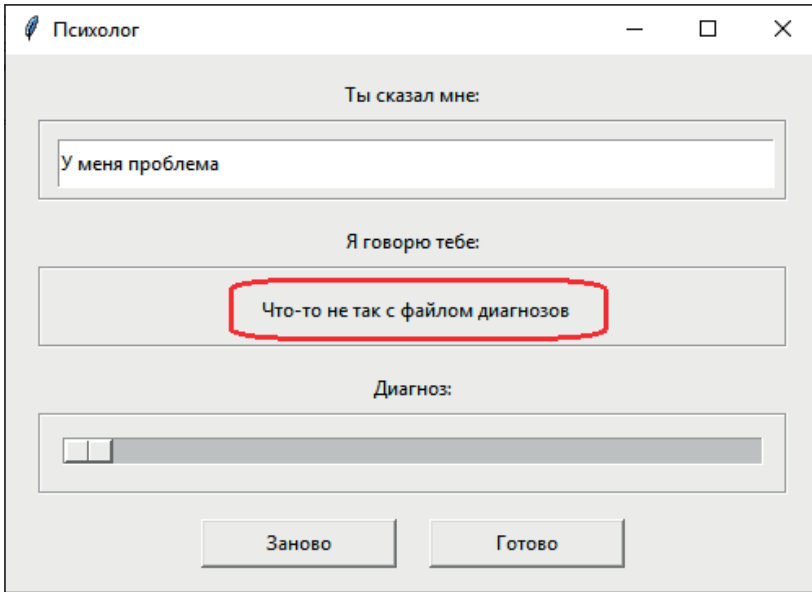 Психолог
Ты сказал мне:
У меня проблема
Я говорю тебе:
Что-то не так с файлом диагнозов
Диагноз:
Заново
Готово